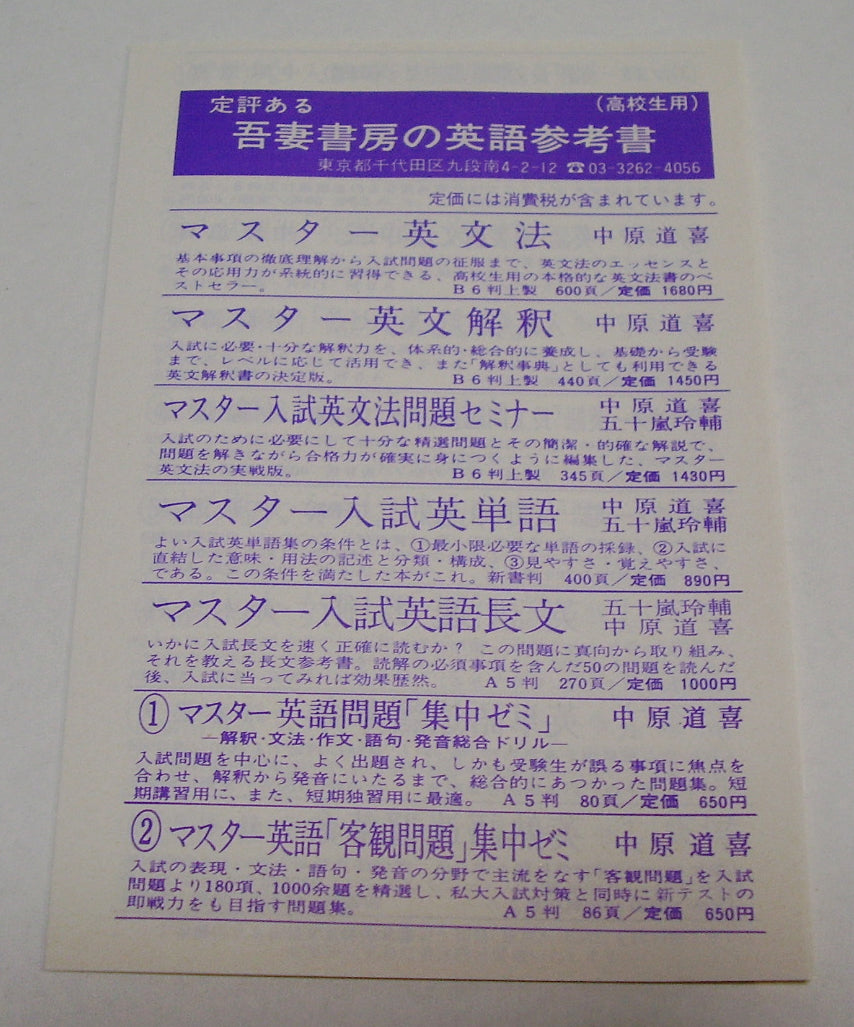 定評ある
(高校生用)
吾妻書房の英語参考書
東京都千代田区九段南4-2-12 ☎03-3262-4056
定価には消費税が含まれています。
マスター英文法 中原道喜
基本事項の徹底理解から入試問題の征服まで、英文法のエッセンスと
その応用力が系統的に習得できる、高校生用の本格的な英文法書のベ
ストセラー。 B6判上製 600頁／定価 1680円
マスター英文解釈 中原道喜
入試に必要・十分な解釈力を、体系的・総合的に養成し、基礎から受験
まで、レベルに応じて活用でき、また「解釈事典」としても利用できる
英文解釈書の決定版。 B6判上製 440頁／定価 1450円
マスター入試英文法問題セミナー 中原道喜
五十嵐玲輔
入試のために必要にして十分な精選問題とその簡潔・的確な解説で、
問題を解きながら合格力が確実に身につくように編集した、マスター
英文法の実戦版。 B6判上製 345頁／定価 1430円
マスター入試英単語 中原道喜
五十嵐玲輔
よい入試英単語集の条件とは、①最小限必要な単語の採録、②入試に
直結した意味・用法の記述と分類・構成、③見やすさ・覚えやすさ、
である。この条件を満たした本がこれ。新書判 400頁／定価 890円
マスター入試英語長文 五十嵐玲輔
中原道喜
いかに入試長文を速く正確に読むか？ この問題に真向から取り組み、
それを教える長文参考書。読解の必須事項を含んだ50の問題を読んだ
後、入試に当ってみれば効果歴然。 A5判 270頁／定価 1000円
① マスター英語問題「集中ゼミ」 中原道喜
―解釈・文法・作文・語句・発音総合ドリル―
入試問題を中心に、よく出題され、しかも受験生が誤る事項に焦点を
合わせ、解釈から発音にいたるまで、総合的にあつかった問題集。短
期講習用に、また、短期独習用に最適。 A5判 80頁／定価 650円
② マスター英語「客観問題」集中ゼミ 中原道喜
入試の表現・文法・語句・発音の分野で主流をなす「客観問題」を入試
問題より180項、1000余題を精選し、私大入試対策と同時に新テストの
即戦力をも目指す問題集。 A5判 86頁／定価 650円